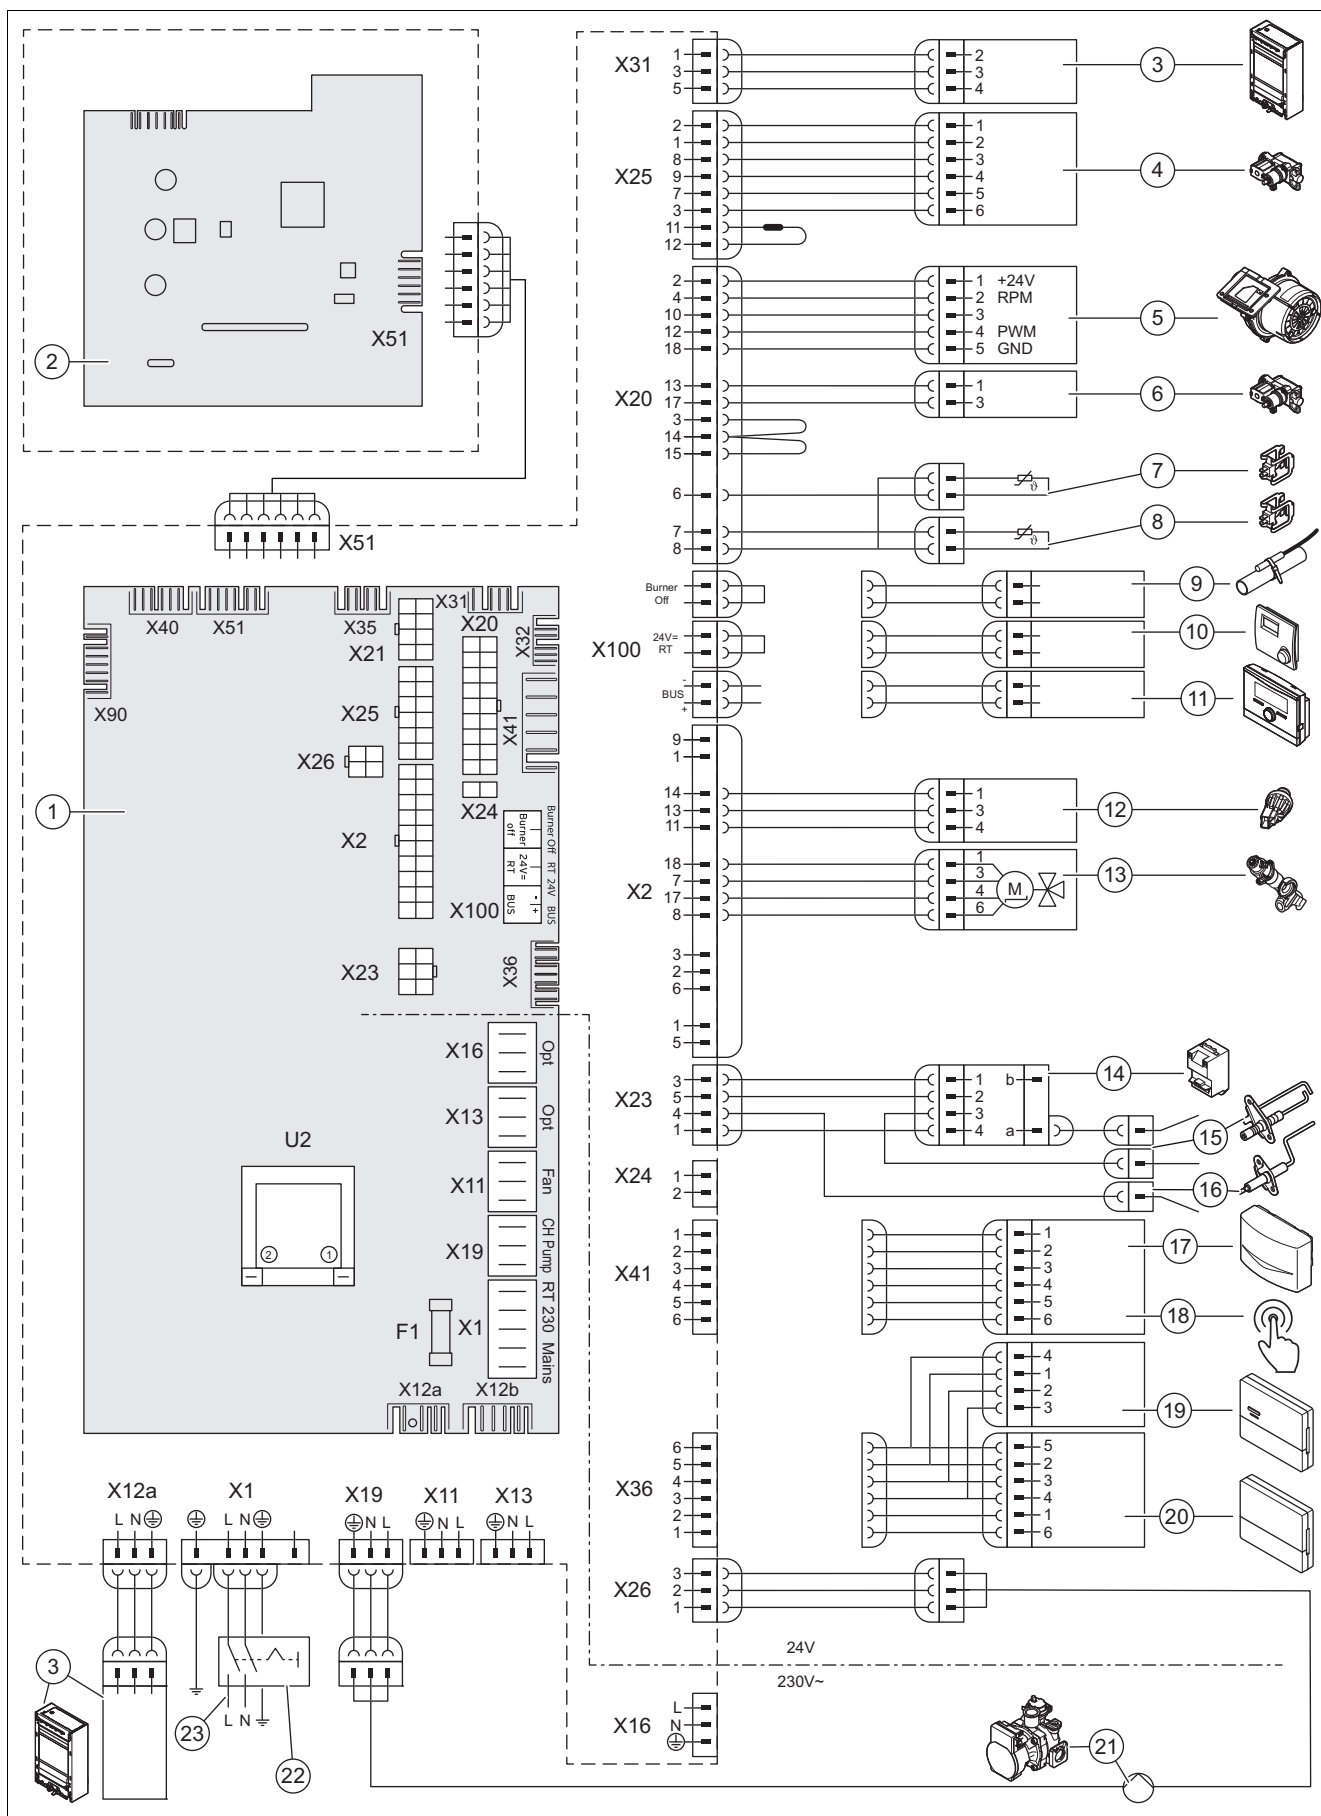 X31
1
3
5
2
3
4
3
X25
2
1
8
9
7
3
11
12
1
2
3
4
5
6
4
X51
2
X20
2
4
10
12
18
1 +24V
2 RPM
3
4 PWM
5 GND
5
13
17
3
14
15
1
3
6
6
7
8
ϑ
7
ϑ
8
X51
Burner
Off
9
X100
24V=
RT
10
-
BUS
+
11
X40
X51
X35
X31
X21
X20
X32
X90
X25
X41
X26
X24
X2
Burner Off RT 24V BUS
Burner
off
24V=
RT
BUS
- +
X100
X23
X36
1
X16
Opt
X13
Opt
U2
X11
Fan
2
1
X19
CH Pump
F1
X1
RT 230
Mains
X12a
X12b
X2
9
1
14
13
11
1
3
4
12
18
7
17
8
1
3
4
6
M
13
3
2
6
1
5
X23
3
5
4
1
1
2
3
4
b
a
14
15
X24
1
2
16
X41
1
2
3
4
5
6
1
2
3
4
5
6
17
18
4
1
2
3
19
X36
6
5
4
3
2
1
5
2
3
4
1
6
20
X26
3
2
1
X12a
L N
X1
L N
X19
N L
X11
N L
X13
N L
24V
230V~
X16
L
N
3
23
L N
22
21